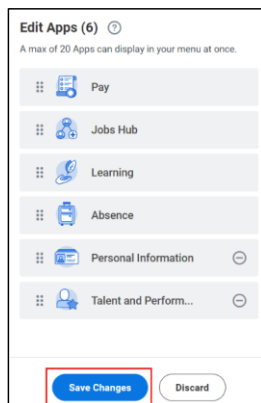 Edit Apps (6) ?
A max of 20 Apps can display in your menu at once.
Pay
Jobs Hub
Learning
Absence
Personal Information
Talent and Perform...
Save Changes Discard